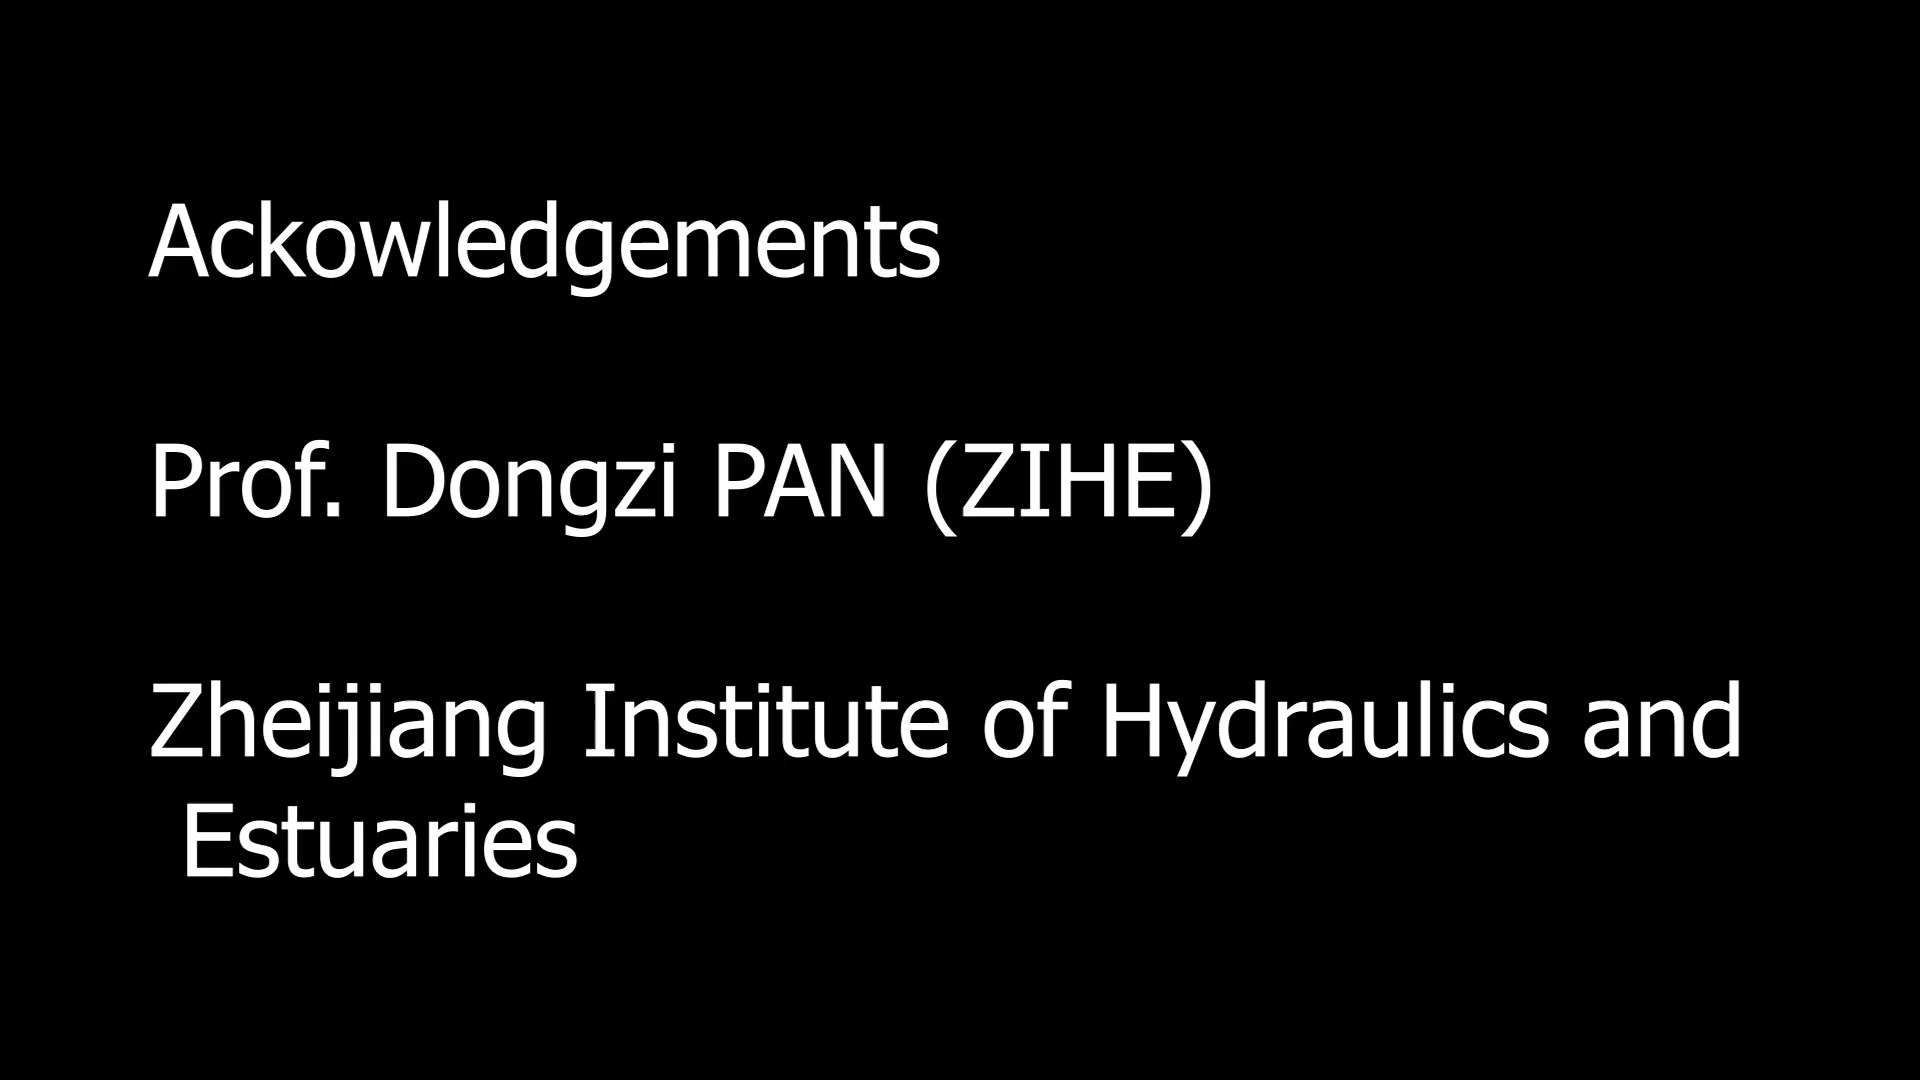 Ackowledgements
Prof. Dongzi PAN (ZIHE)
Zheijiang Institute of Hydraulics and
Estuaries